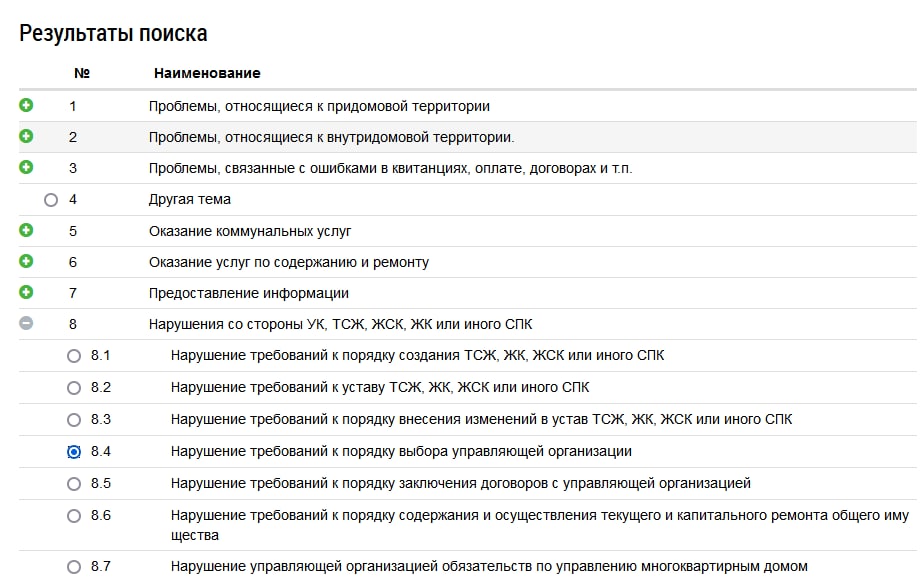 Результаты поиска
№ Наименование
1 Проблемы, относящиеся к придомовой территории
2 Проблемы, относящиеся к внутридомовой территории.
3 Проблемы, связанные с ошибками в квитанциях, оплате, договорах и т.п.
4 Другая тема
5 Оказание коммунальных услуг
6 Оказание услуг по содержанию и ремонту
7 Предоставление информации
8 Нарушения со стороны УК, ТСЖ, ЖСК, ЖК или иного СПК
8.1 Нарушение требований к порядку создания ТСЖ, ЖК, ЖСК или иного СПК
8.2 Нарушение требований к уставу ТСЖ, ЖК, ЖСК или иного СПК
8.3 Нарушение требований к порядку внесения изменений в устав ТСЖ, ЖК, ЖСК или иного СПК
8.4 Нарушение требований к порядку выбора управляющей организации
8.5 Нарушение требований к порядку заключения договоров с управляющей организацией
8.6 Нарушение требований к порядку содержания и осуществления текущего и капитального ремонта общего иму
щества
8.7 Нарушение управляющей организацией обязательств по управлению многоквартирным домом